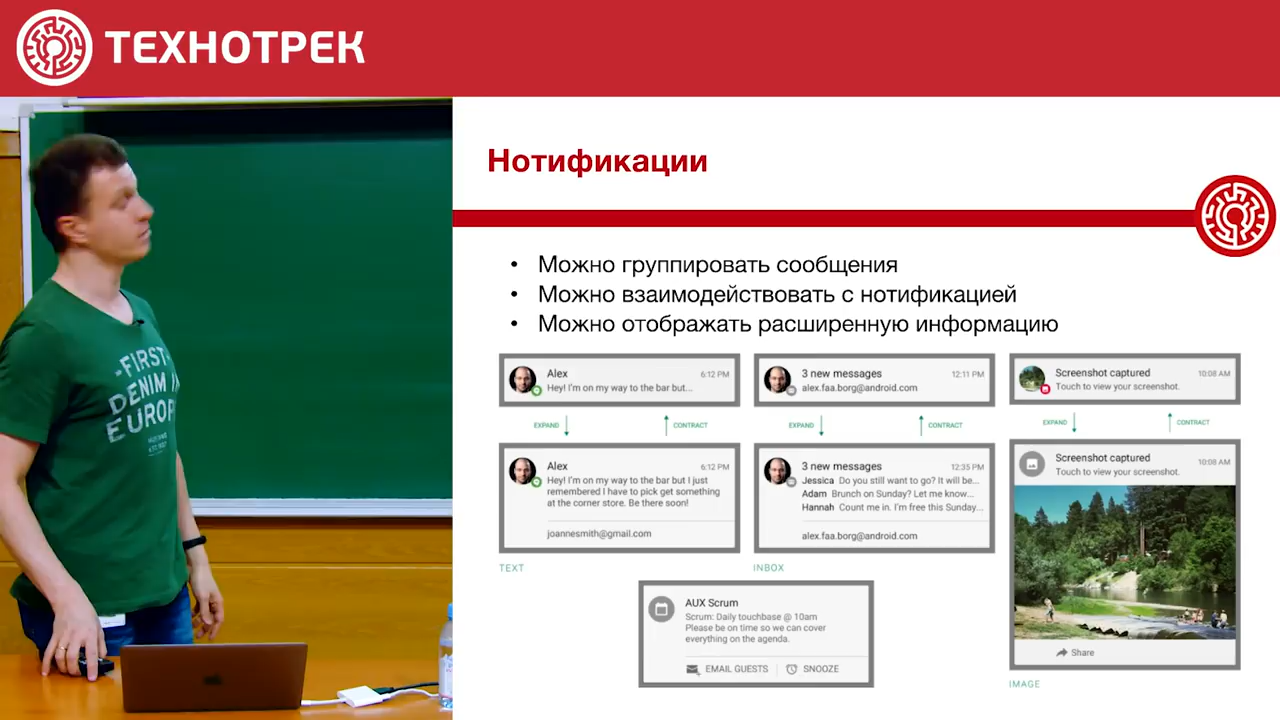 ТЕХНОТРЕК
Нотификации
• Можно группировать сообщения
• Можно взаимодействовать с нотификацией
• Можно отображать расширенную информацию
Alex 6:12 PM
Hey! I'm on my way to the bar but...
EXPAND CONTRACT
Alex 6:12 PM
Hey! I'm on my way to the bar but I just
remembered I have to pick get something
at the corner store. Be there soon!
joannesmith@gmail.com
TEXT
3 new messages 12:11 PM
alex.faa.borg@android.com
EXPAND CONTRACT
3 new messages 12:35 PM
Jessica Do you still want to go? It will be...
Adam Brunch on Sunday? Let me know...
Hannah Count me in. I'm free this Sunday...
alex.faa.borg@android.com
INBOX
Screenshot captured 10:08 AM
Touch to view your screenshot.
EXPAND CONTRACT
Screenshot captured 10:08 AM
Touch to view your screenshot.
Share
IMAGE
AUX Scrum
Scrum: Daily touchbase @ 10am
Please be on time so we can cover
everything on the agenda.
EMAIL GUESTS SNOOZE
-FIRST-
DENIM IN
EUROP